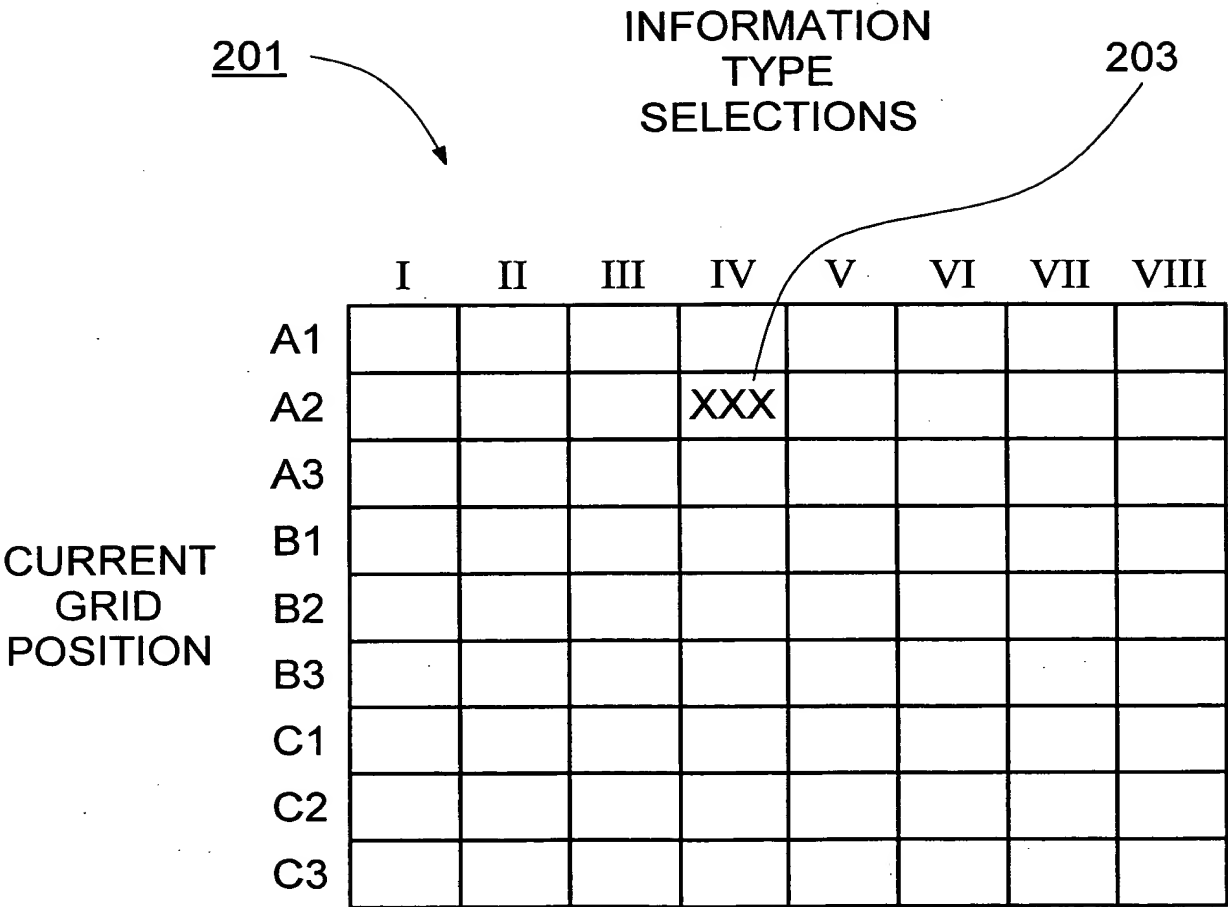 201
INFORMATION
TYPE
SELECTIONS
203
I II III IV V VI VII VIII
A1
A2 XXX
A3
B1
B2
B3
C1
C2
C3
CURRENT
GRID
POSITION